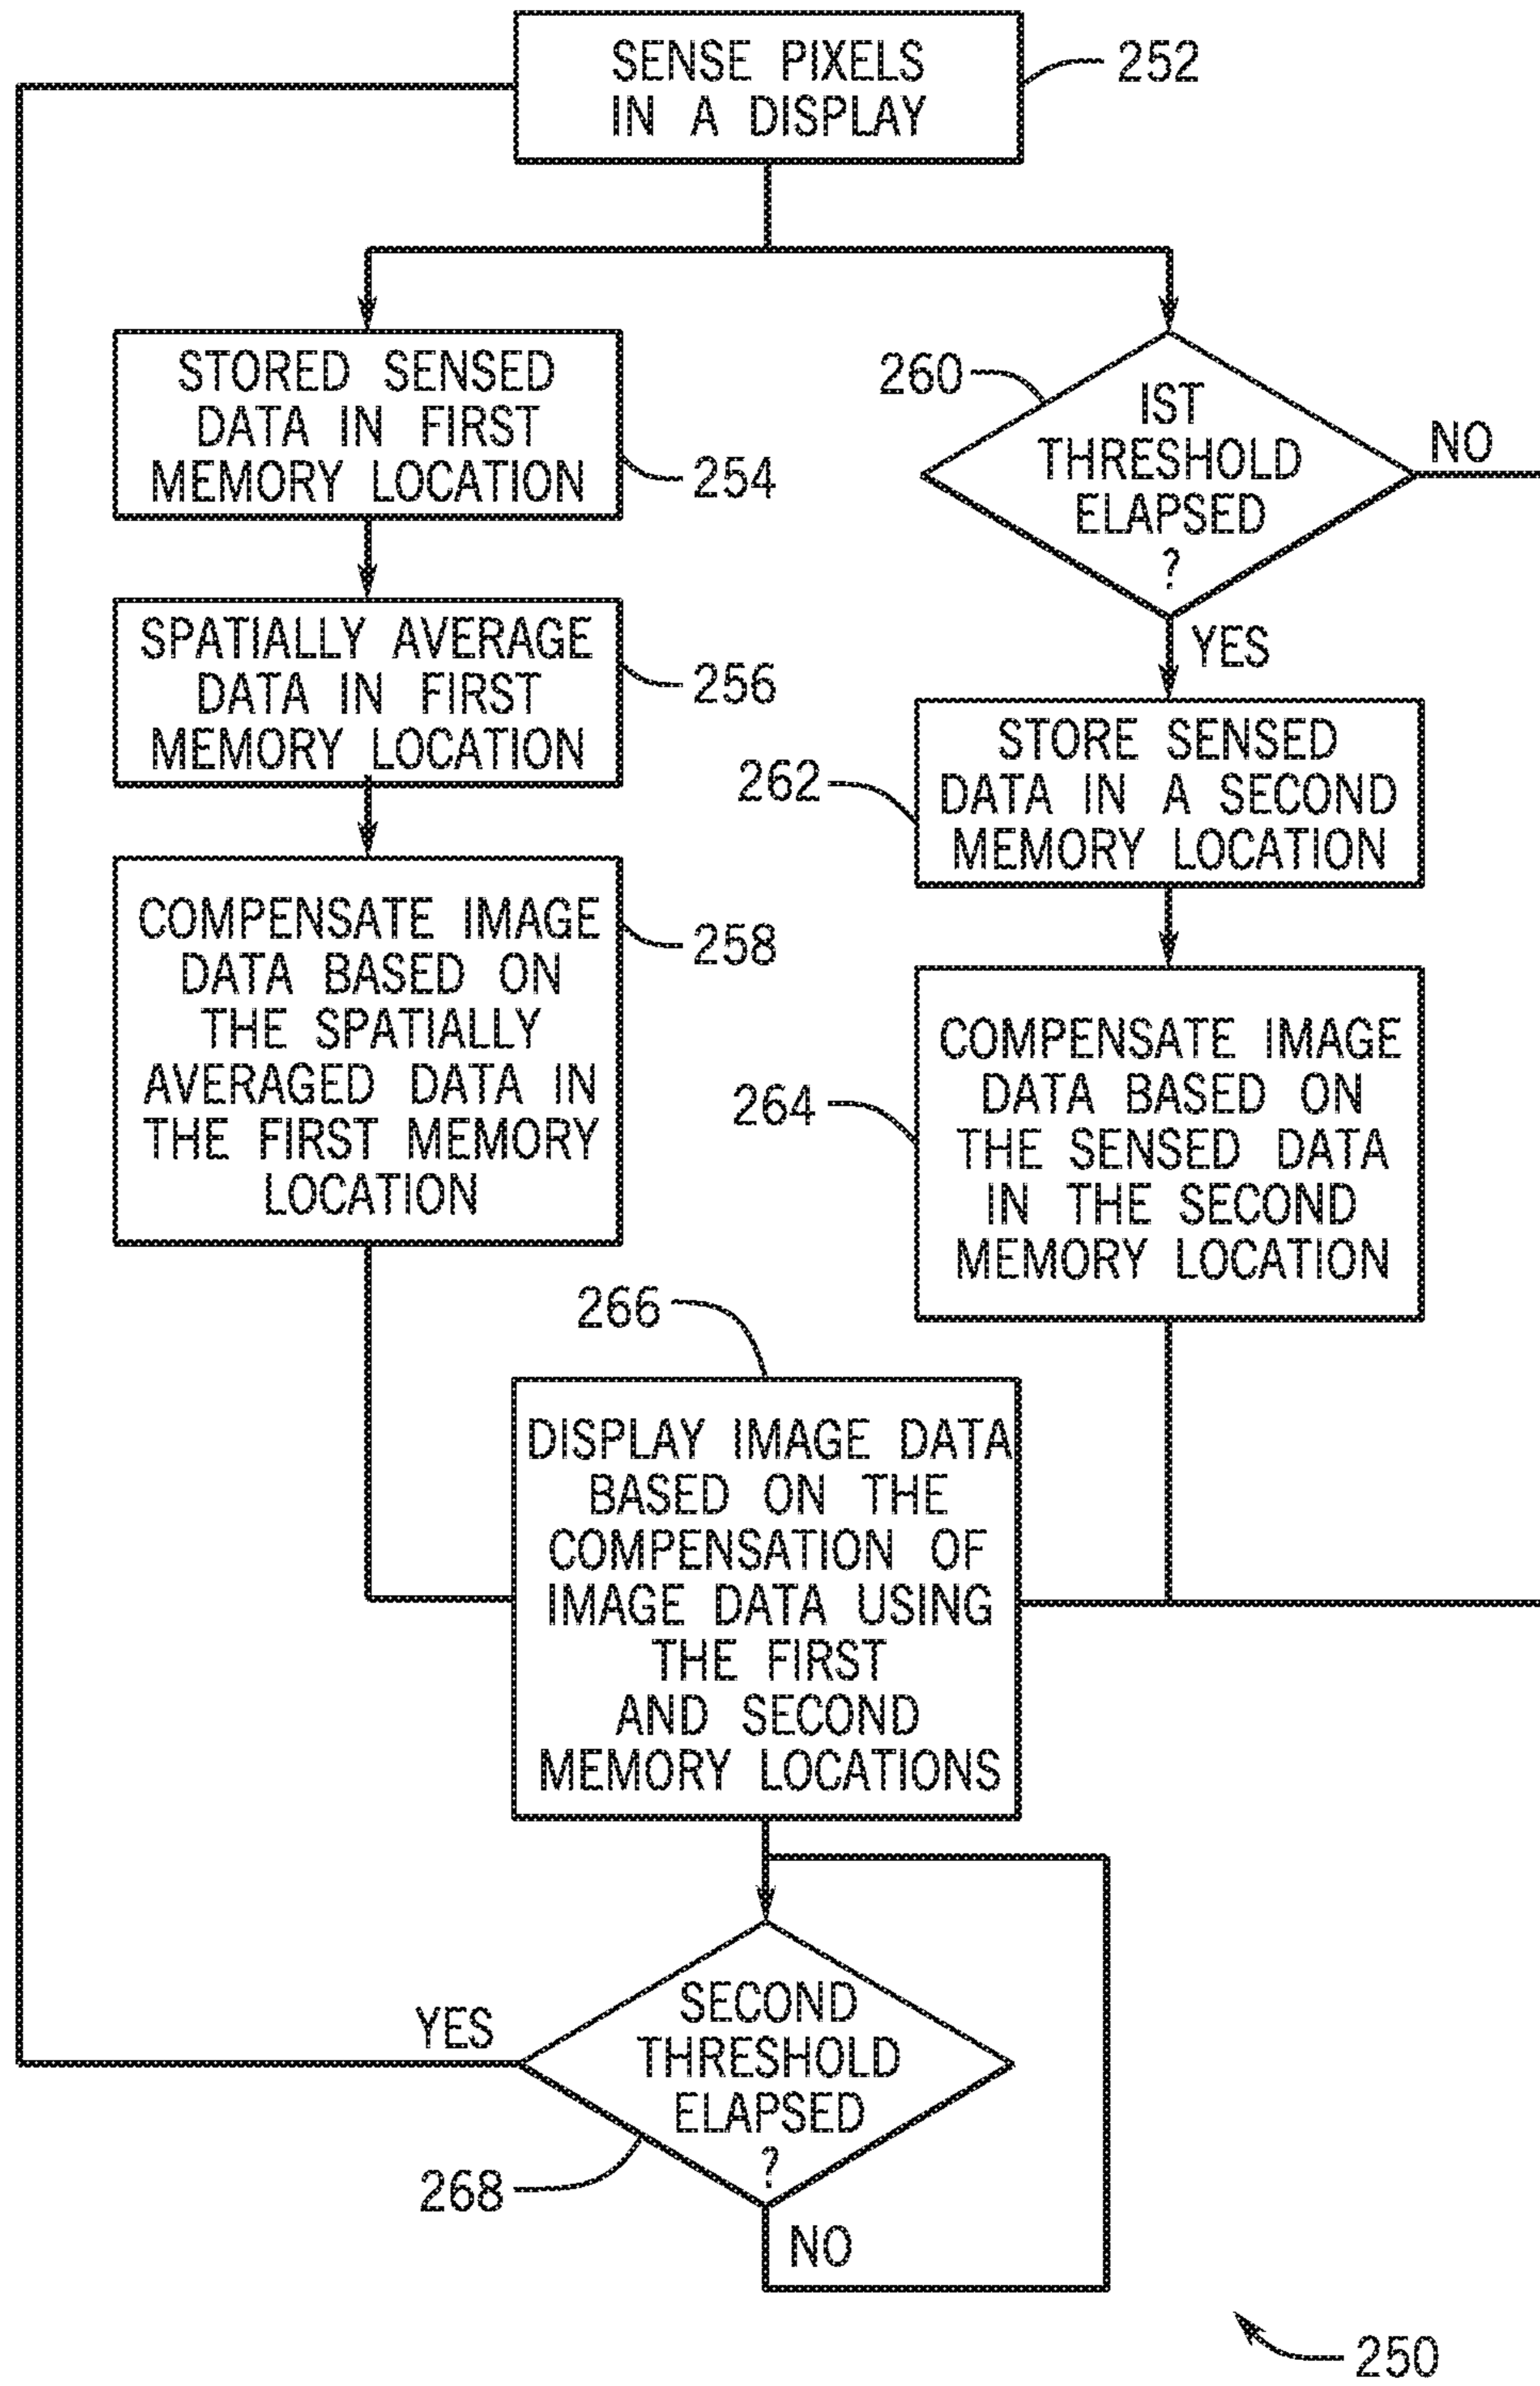 SENSE PIXELS
IN A DISPLAY
252
STORED SENSED
DATA IN FIRST
MEMORY LOCATION
254
SPATIALLY AVERAGE
DATA IN FIRST
MEMORY LOCATION
256
COMPENSATE IMAGE
DATA BASED ON
THE SPATIALLY
AVERAGED DATA IN
THE FIRST MEMORY
LOCATION
258
260
IST
THRESHOLD
ELAPSED
?
NO
YES
STORE SENSED
DATA IN A SECOND
MEMORY LOCATION
262
COMPENSATE IMAGE
DATA BASED ON
THE SENSED DATA
IN THE SECOND
MEMORY LOCATION
264
266
DISPLAY IMAGE DATA
BASED ON THE
COMPENSATION OF
IMAGE DATA USING
THE FIRST
AND SECOND
MEMORY LOCATIONS
YES
SECOND
THRESHOLD
ELAPSED
?
268
NO
250